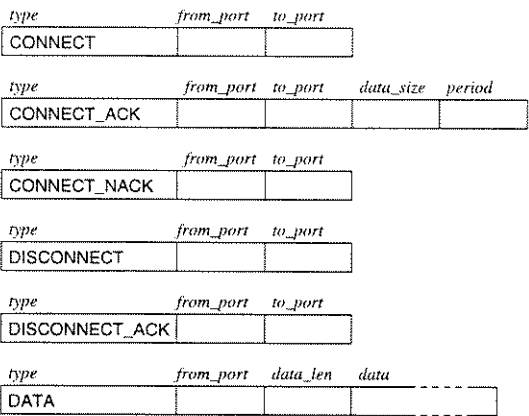 type from_port to_port
CONNECT
type from_port to_port data_size period
CONNECT_ACK
type from_port to_port
CONNECT_NACK
type from_port to_port
DISCONNECT
type from_port to_port
DISCONNECT_ACK
type from_port data_len data
DATA